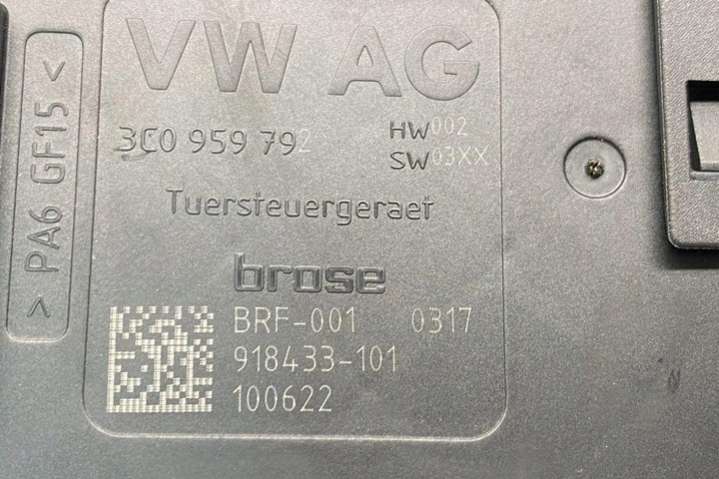 > PA6 GF15 <
VW AG
3C0 959 792
HW002
SW03XX
Tuersteuergeraet
brose
BRF-001 0317
918433-101
100622